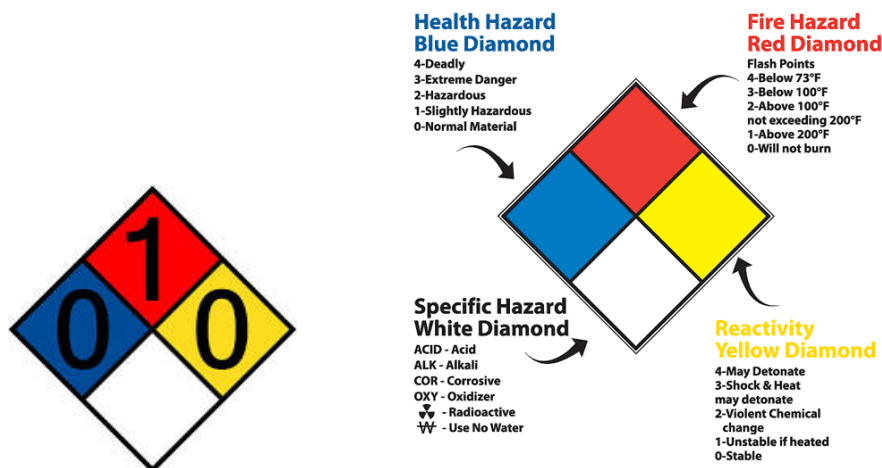 1
0
0
Health Hazard
Blue Diamond
4-Deadly
3-Extreme Danger
2-Hazardous
1-Slightly Hazardous
0-Normal Material
Fire Hazard
Red Diamond
Flash Points
4-Below 73°F
3-Below 100°F
2-Above 100°F
not exceeding 200°F
1-Above 200°F
0-Will not burn
Specific Hazard
White Diamond
ACID - Acid
ALK - Alkali
COR - Corrosive
OXY - Oxidizer
- Radioactive
W - Use No Water
Reactivity
Yellow Diamond
4-May Detonate
3-Shock & Heat
may detonate
2-Violent Chemical
change
1-Unstable if heated
0-Stable